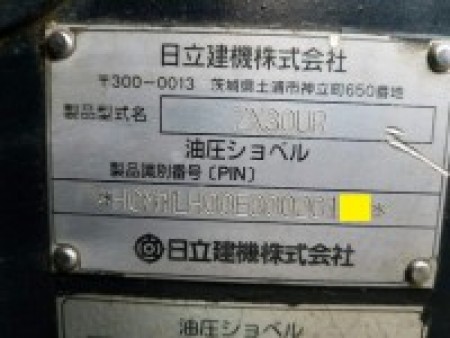 日立建機株式会社
〒300-0013 茨城県土浦市神立町650番地
製品型式名 ZX30UR
油圧ショベル
製品識別番号〔PIN〕
日立建機株式会社
油圧ショベル